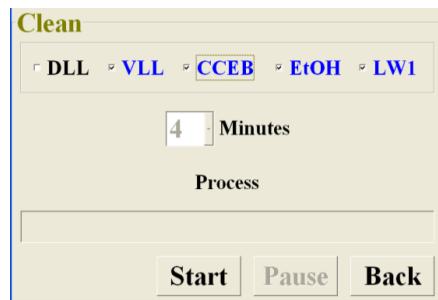 Clean
DLL VLL CCEB EtOH LW1
4 Minutes
Process
Start Pause Back